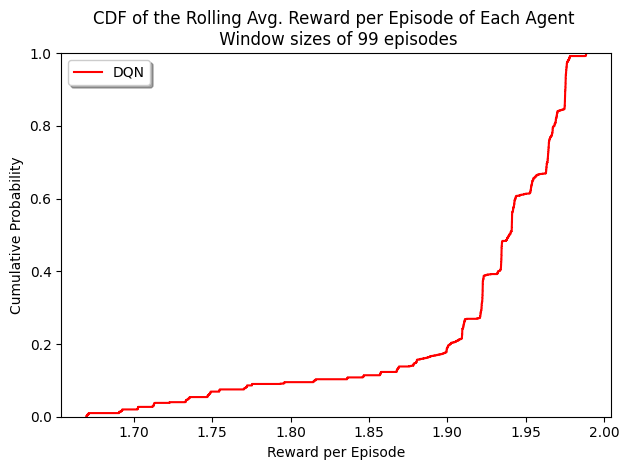 CDF of the Rolling Avg. Reward per Episode of Each Agent
Window sizes of 99 episodes
DQN
1.0
0.8
0.6
0.4
0.2
0.0
Cumulative Probability
1.70 1.75 1.80 1.85 1.90 1.95 2.00
Reward per Episode